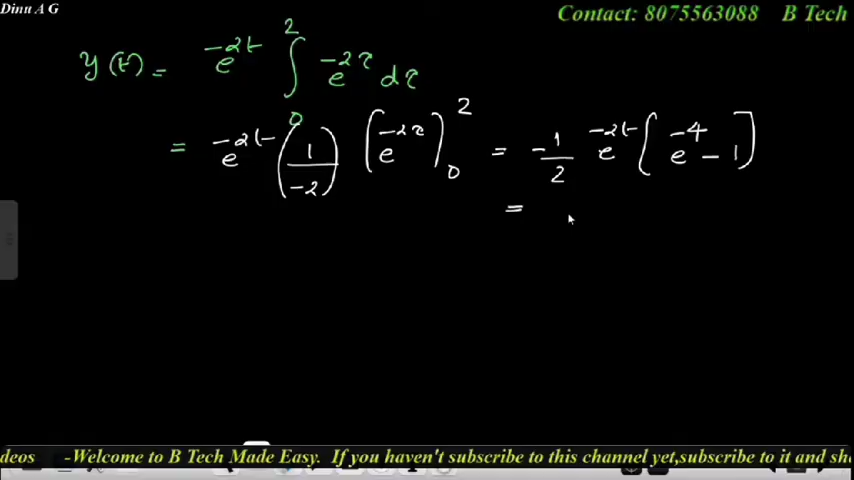 Dinu A G
Contact: 8075563088 B Tech
y(t) = e^{-2t} ∫_0^2 e^{-2τ} dτ
= e^{-2t} (1/-2) [e^{-2τ}]_0^2 = -1/2 e^{-2t} [e^{-4} - 1]
=
deos -Welcome to B Tech Made Easy. If you haven't subscribe to this channel yet,subscribe to it and sh